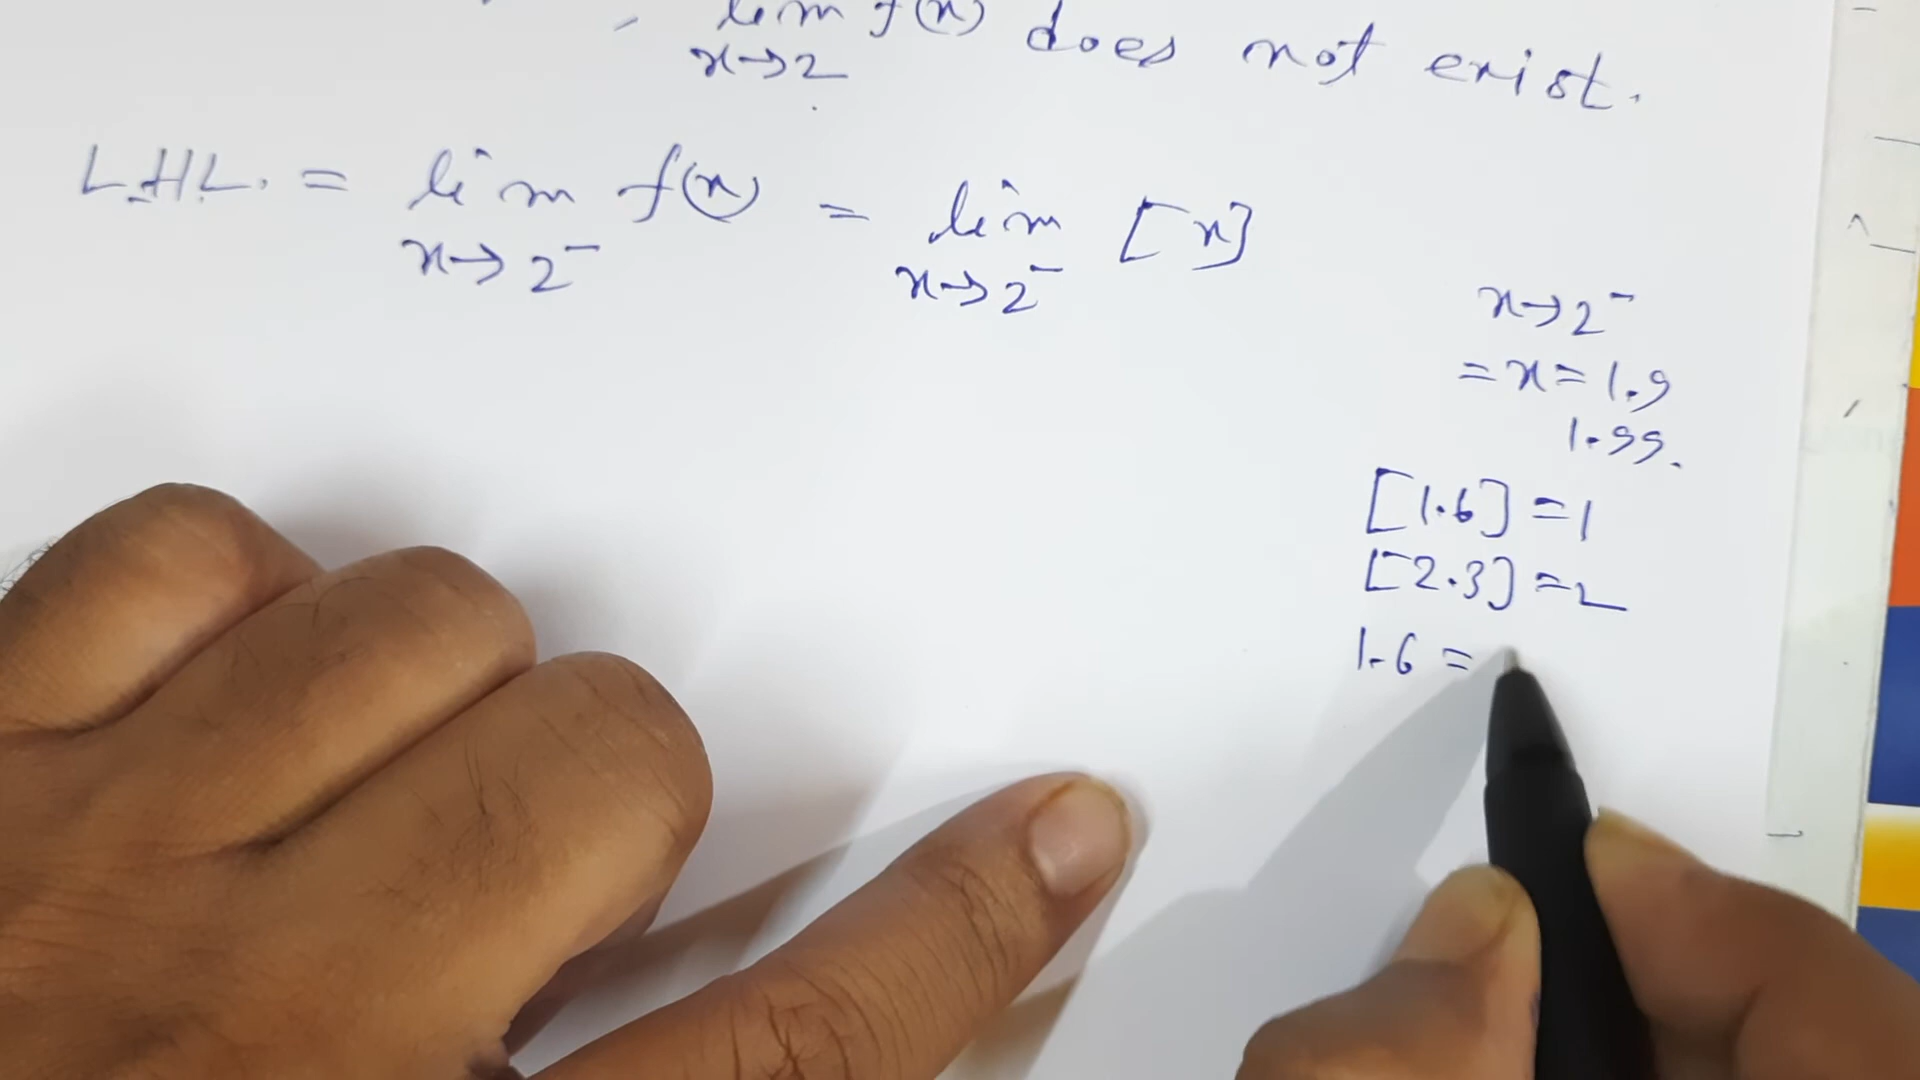 lim f(x) does not exist.
x→2
L.H.L. = lim f(x) = lim [x]
x→2⁻ x→2⁻
x→2⁻
= x = 1.9
1.99.
[1.6] = 1
[2.3] = 2
1.6 =